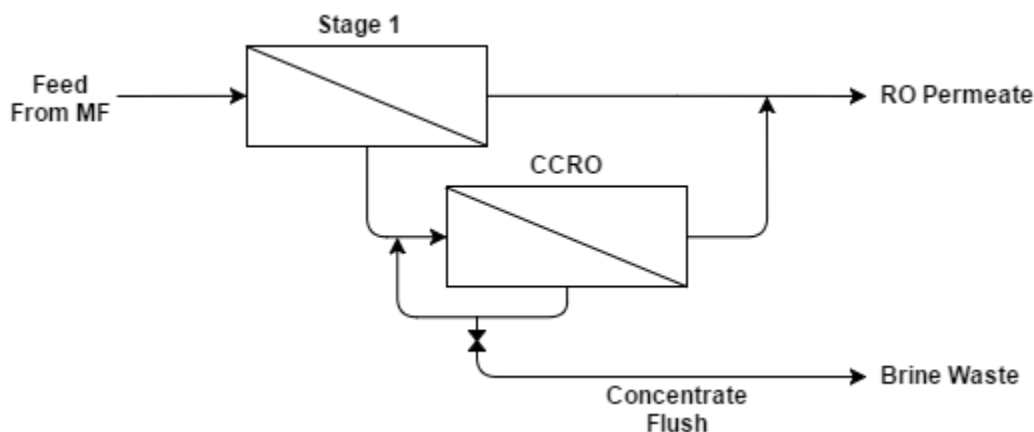 Stage 1
Feed
From MF
RO Permeate
CCRO
Brine Waste
Concentrate
Flush